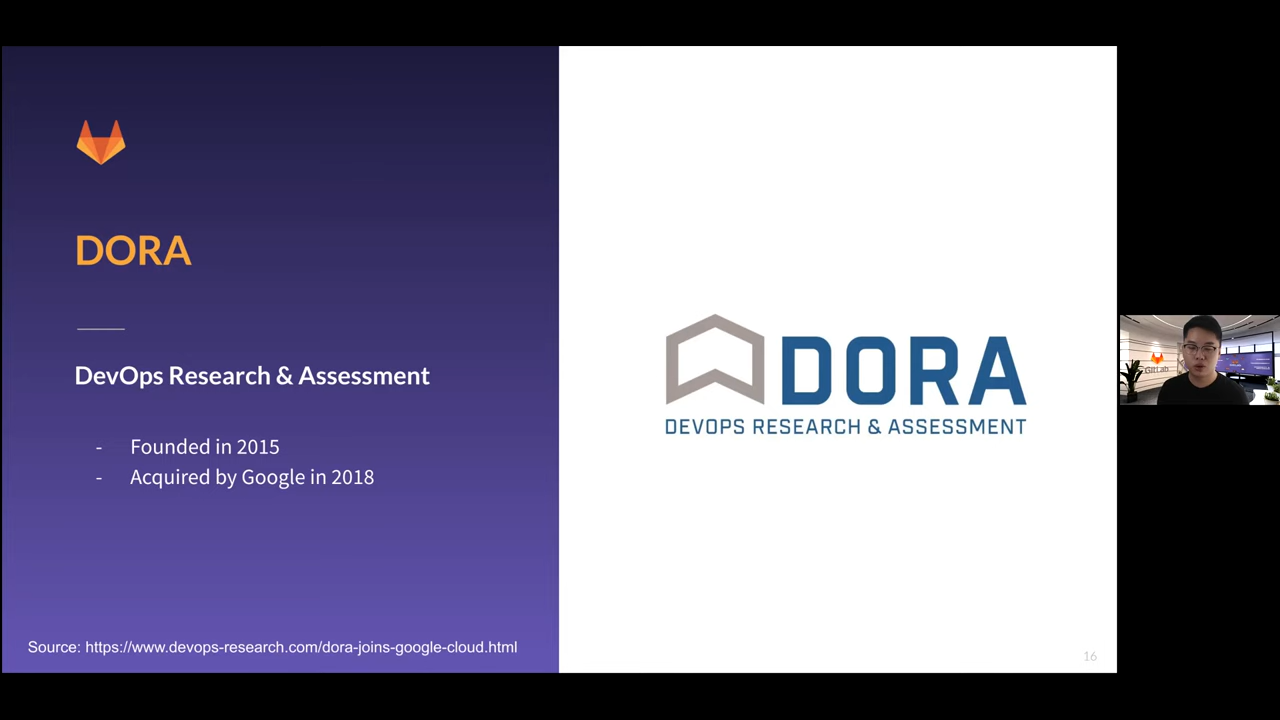 DORA
DevOps Research & Assessment
- Founded in 2015
- Acquired by Google in 2018
Source: https://www.devops-research.com/dora-joins-google-cloud.html
DORA
DEVOPS RESEARCH & ASSESSMENT
16
GitLab